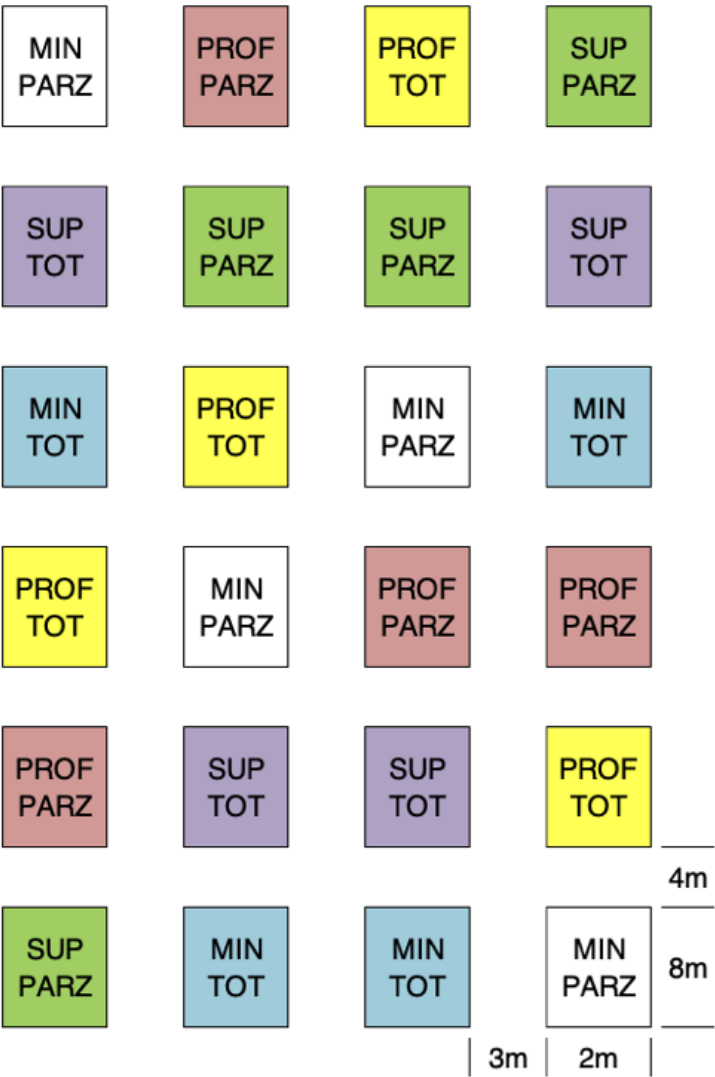 MIN PROF PROF SUP
PARZ PARZ TOT PARZ
SUP SUP SUP SUP
TOT PARZ PARZ TOT
MIN PROF MIN MIN
TOT TOT PARZ TOT
PROF MIN PROF PROF
TOT PARZ PARZ PARZ
PROF SUP SUP PROF
PARZ TOT TOT TOT
4m
SUP MIN MIN MIN
PARZ TOT TOT PARZ
8m
3m 2m